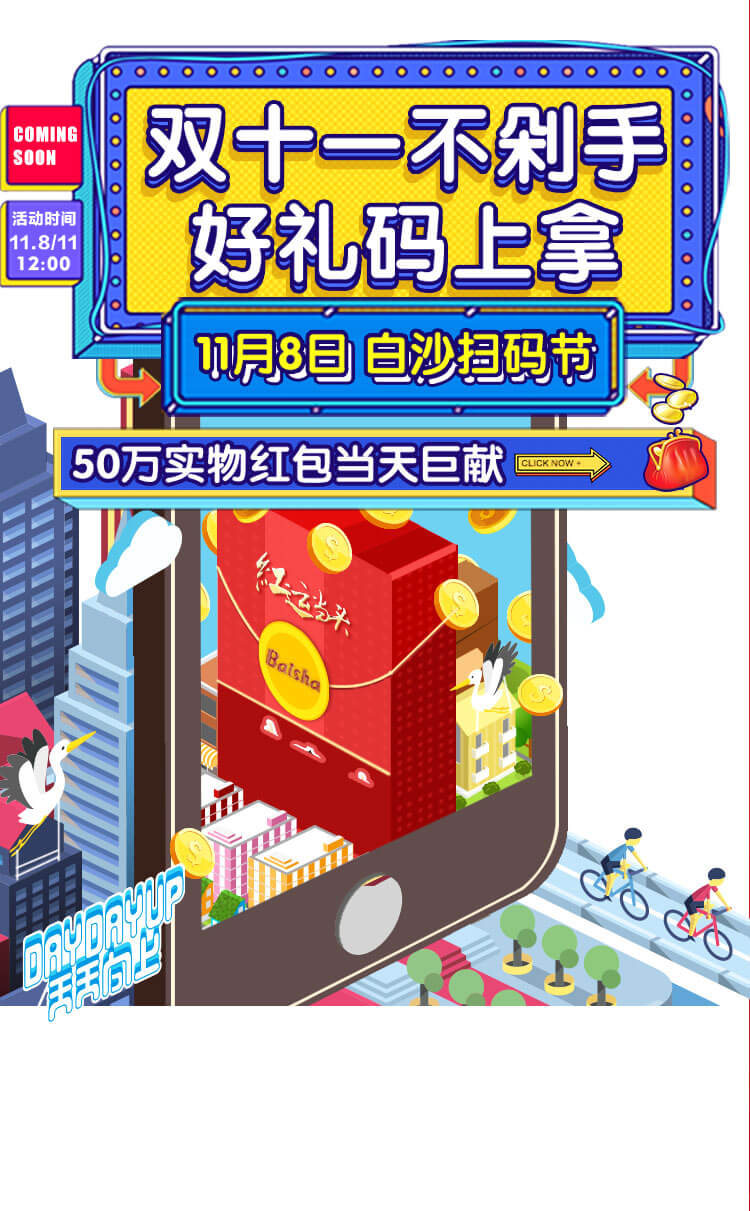 双十一不剁手
好礼码上拿
COMING
SOON
活动时间
11.8/11
12:00
11月8日 白沙扫码节
50万实物红包当天巨献
CLICK NOW +
红运当头
Baisha
DAYDAYUP
天天向上